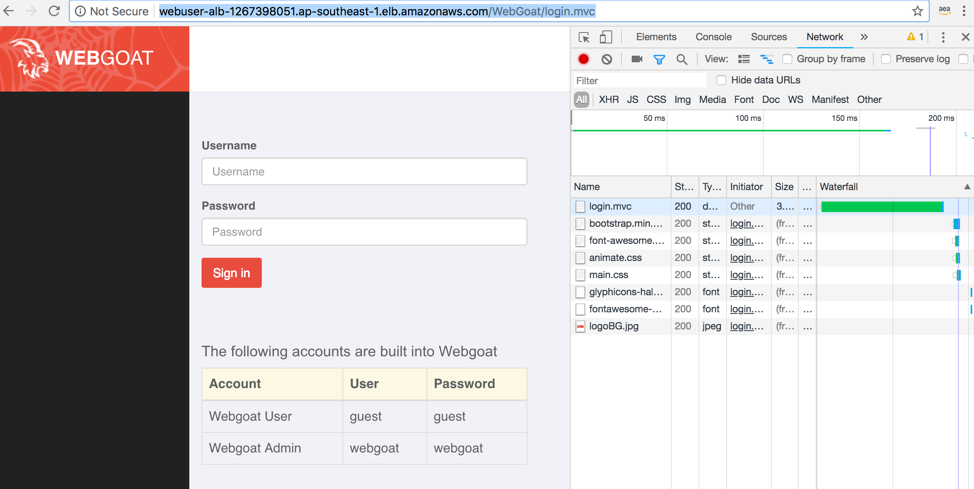 Not Secure webuser-alb-1267398051.ap-southeast-1.elb.amazonaws.com/WebGoat/login.mvc
aea
WEBGOAT
Username
Username
Password
Password
Sign in
The following accounts are built into Webgoat
Account User Password
Webgoat User guest guest
Webgoat Admin webgoat webgoat
Elements Console Sources Network » 1
View: Group by frame Preserve log
Filter Hide data URLs
All XHR JS CSS Img Media Font Doc WS Manifest Other
50 ms 100 ms 150 ms 200 ms
Name St... Ty... Initiator Size ... Waterfall
login.mvc 200 d... Other 3.... ...
bootstrap.min.... 200 st... login.... (fr... ...
font-awesome.... 200 st... login.... (fr... ...
animate.css 200 st... login.... (fr... ...
main.css 200 st... login.... (fr... ...
glyphicons-hal... 200 font login.... (fr... ...
fontawesome-... 200 font login.... (fr... ...
logoBG.jpg 200 jpeg login.... (fr... ...